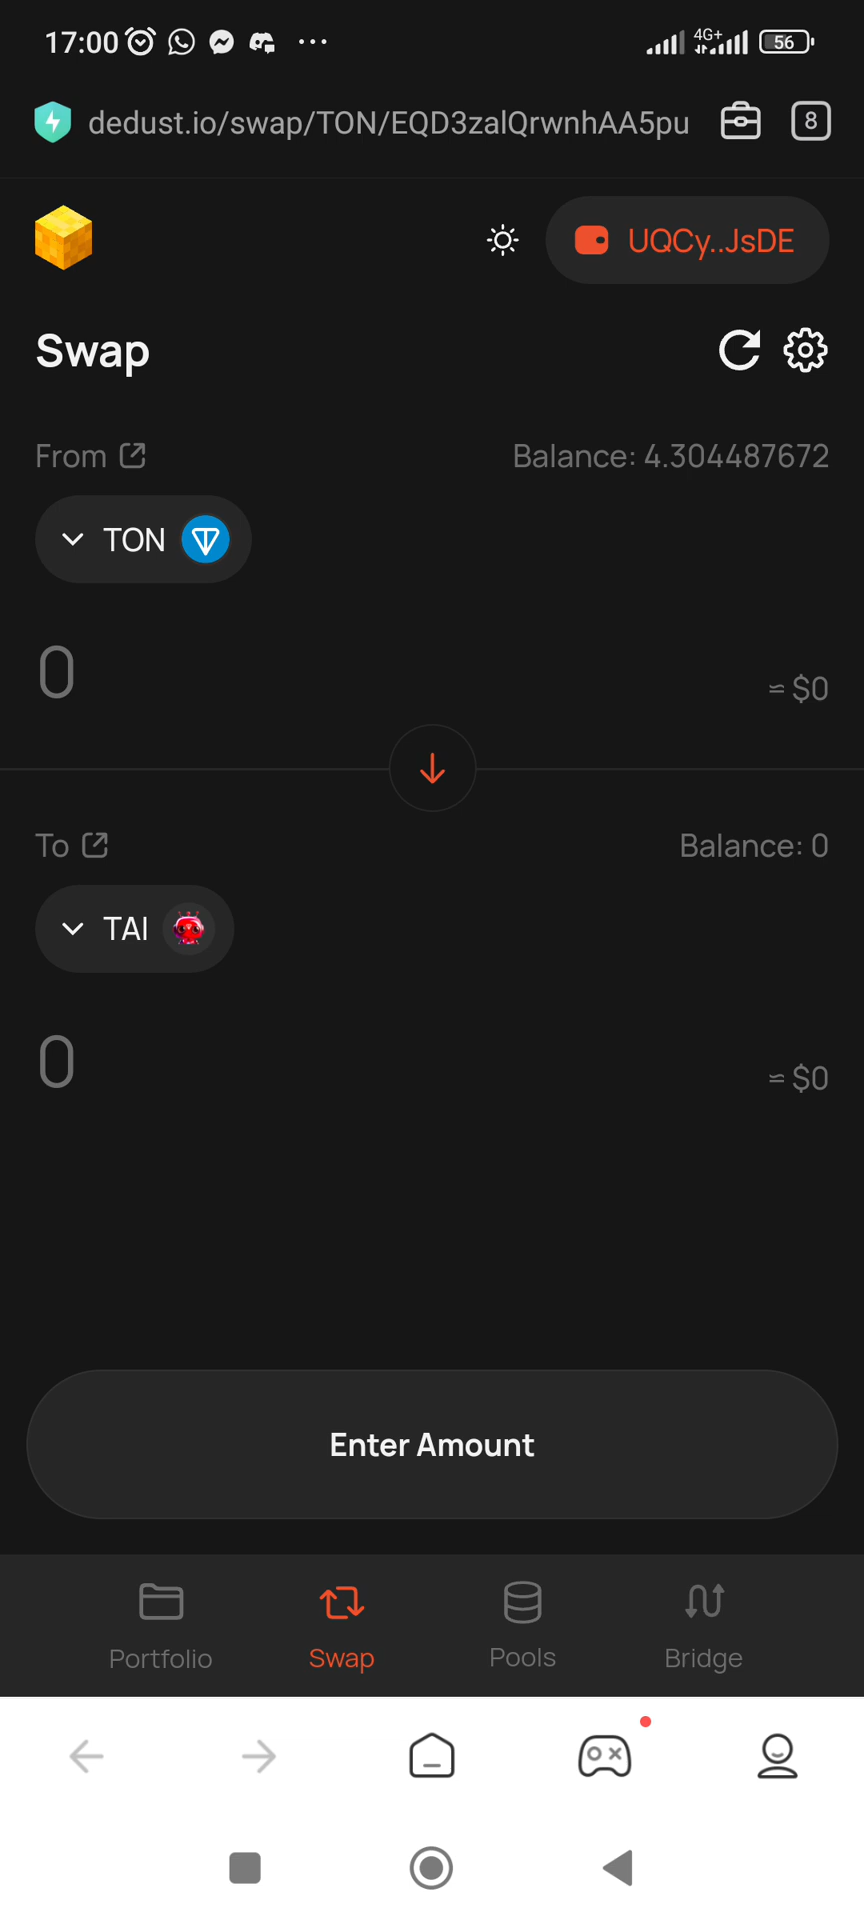 17:00 ... 4G+ 56
dedust.io/swap/TON/EQD3zalQrwnhAA5pu 8
UQCy..JsDE
Swap
From Balance: 4.304487672
TON
0 ≈ $0
To Balance: 0
TAI
0 ≈ $0
Enter Amount
Portfolio Swap Pools Bridge